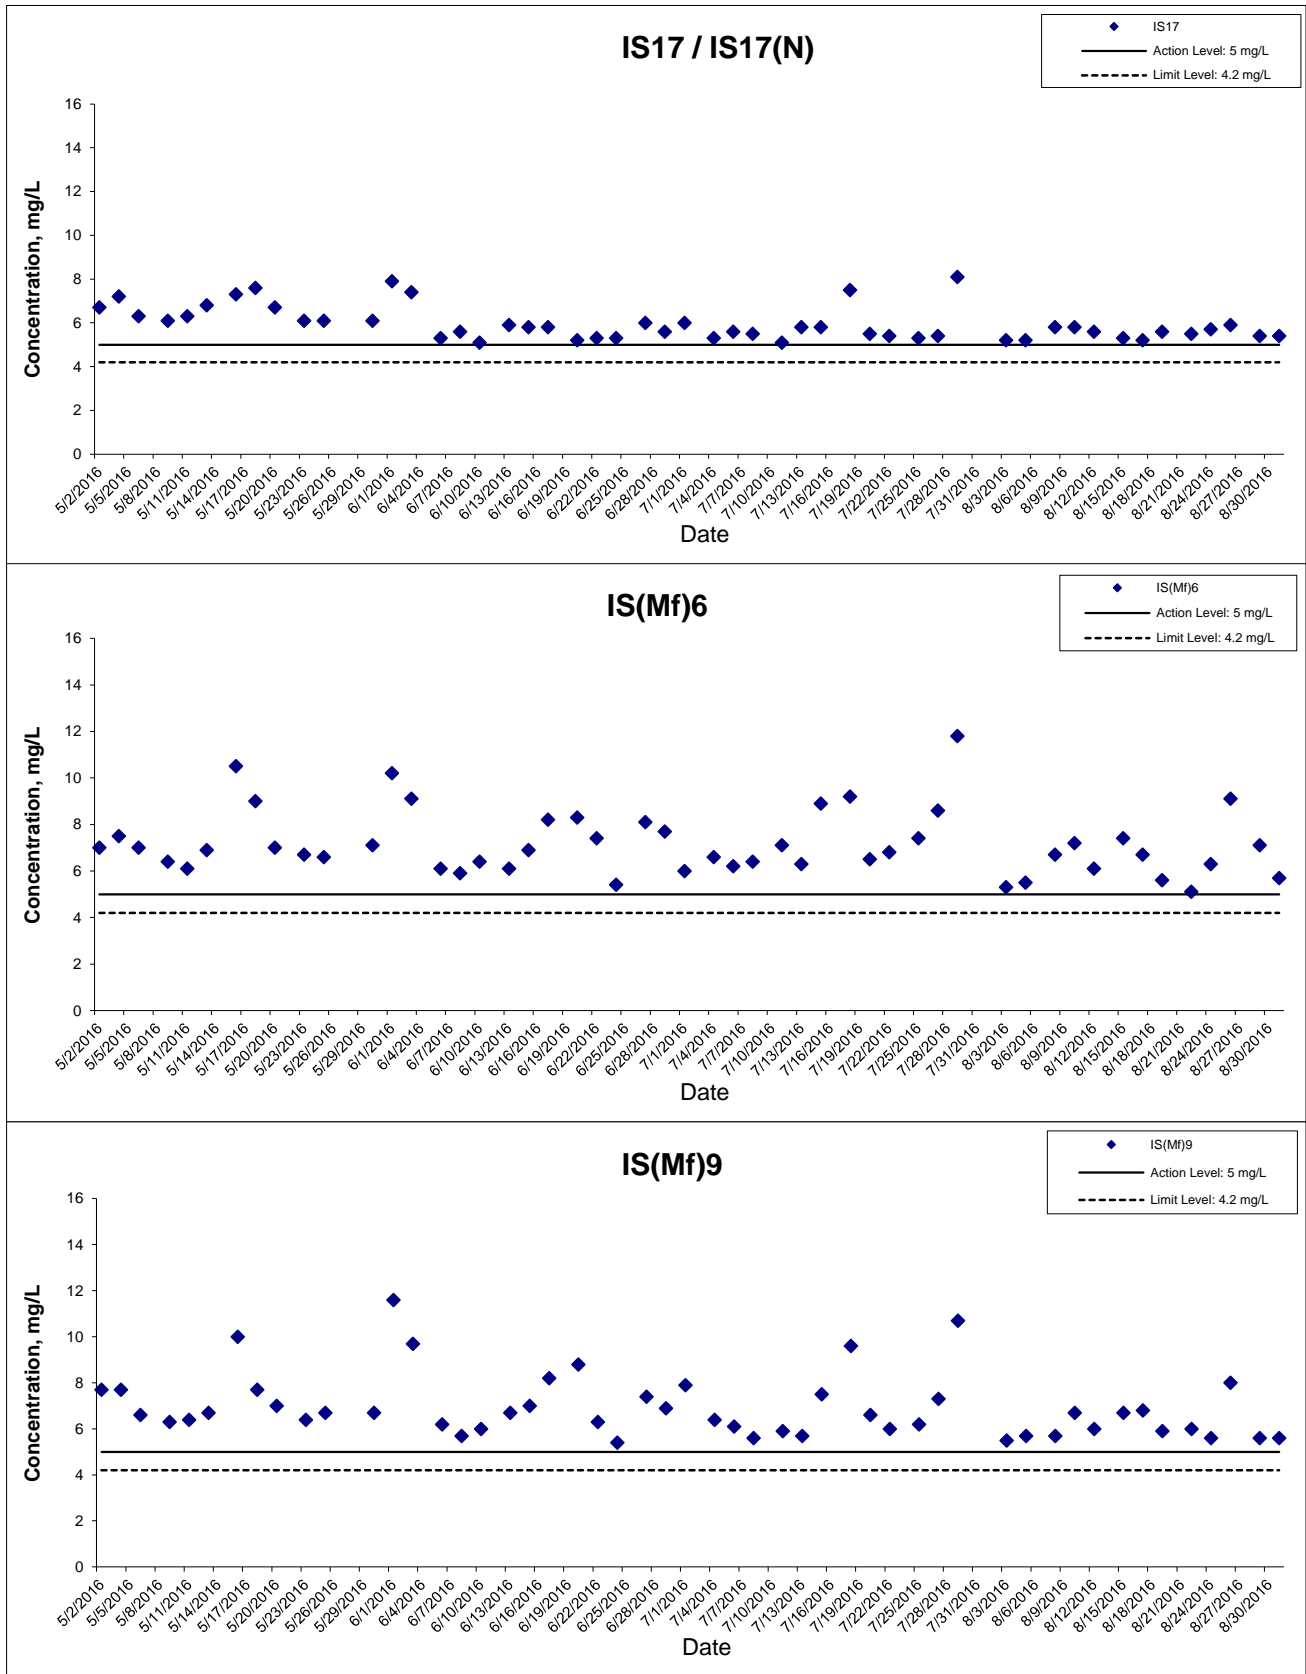 IS17 / IS17(N)
IS17
Action Level: 5 mg/L
Limit Level: 4.2 mg/L
Concentration, mg/L
16
14
12
10
8
6
4
2
0
5/2/2016 5/5/2016 5/8/2016 5/11/2016 5/14/2016 5/17/2016 5/20/2016 5/23/2016 5/26/2016 5/29/2016 6/1/2016 6/4/2016 6/7/2016 6/10/2016 6/13/2016 6/16/2016 6/19/2016 6/22/2016 6/25/2016 6/28/2016 7/1/2016 7/4/2016 7/7/2016 7/10/2016 7/13/2016 7/16/2016 7/19/2016 7/22/2016 7/25/2016 7/28/2016 7/31/2016 8/3/2016 8/6/2016 8/9/2016 8/12/2016 8/15/2016 8/18/2016 8/21/2016 8/24/2016 8/27/2016 8/30/2016
Date
IS(Mf)6
IS(Mf)6
Action Level: 5 mg/L
Limit Level: 4.2 mg/L
Concentration, mg/L
16
14
12
10
8
6
4
2
0
5/2/2016 5/5/2016 5/8/2016 5/11/2016 5/14/2016 5/17/2016 5/20/2016 5/23/2016 5/26/2016 5/29/2016 6/1/2016 6/4/2016 6/7/2016 6/10/2016 6/13/2016 6/16/2016 6/19/2016 6/22/2016 6/25/2016 6/28/2016 7/1/2016 7/4/2016 7/7/2016 7/10/2016 7/13/2016 7/16/2016 7/19/2016 7/22/2016 7/25/2016 7/28/2016 7/31/2016 8/3/2016 8/6/2016 8/9/2016 8/12/2016 8/15/2016 8/18/2016 8/21/2016 8/24/2016 8/27/2016 8/30/2016
Date
IS(Mf)9
IS(Mf)9
Action Level: 5 mg/L
Limit Level: 4.2 mg/L
Concentration, mg/L
16
14
12
10
8
6
4
2
0
5/2/2016 5/5/2016 5/8/2016 5/11/2016 5/14/2016 5/17/2016 5/20/2016 5/23/2016 5/26/2016 5/29/2016 6/1/2016 6/4/2016 6/7/2016 6/10/2016 6/13/2016 6/16/2016 6/19/2016 6/22/2016 6/25/2016 6/28/2016 7/1/2016 7/4/2016 7/7/2016 7/10/2016 7/13/2016 7/16/2016 7/19/2016 7/22/2016 7/25/2016 7/28/2016 7/31/2016 8/3/2016 8/6/2016 8/9/2016 8/12/2016 8/15/2016 8/18/2016 8/21/2016 8/24/2016 8/27/2016 8/30/2016
Date